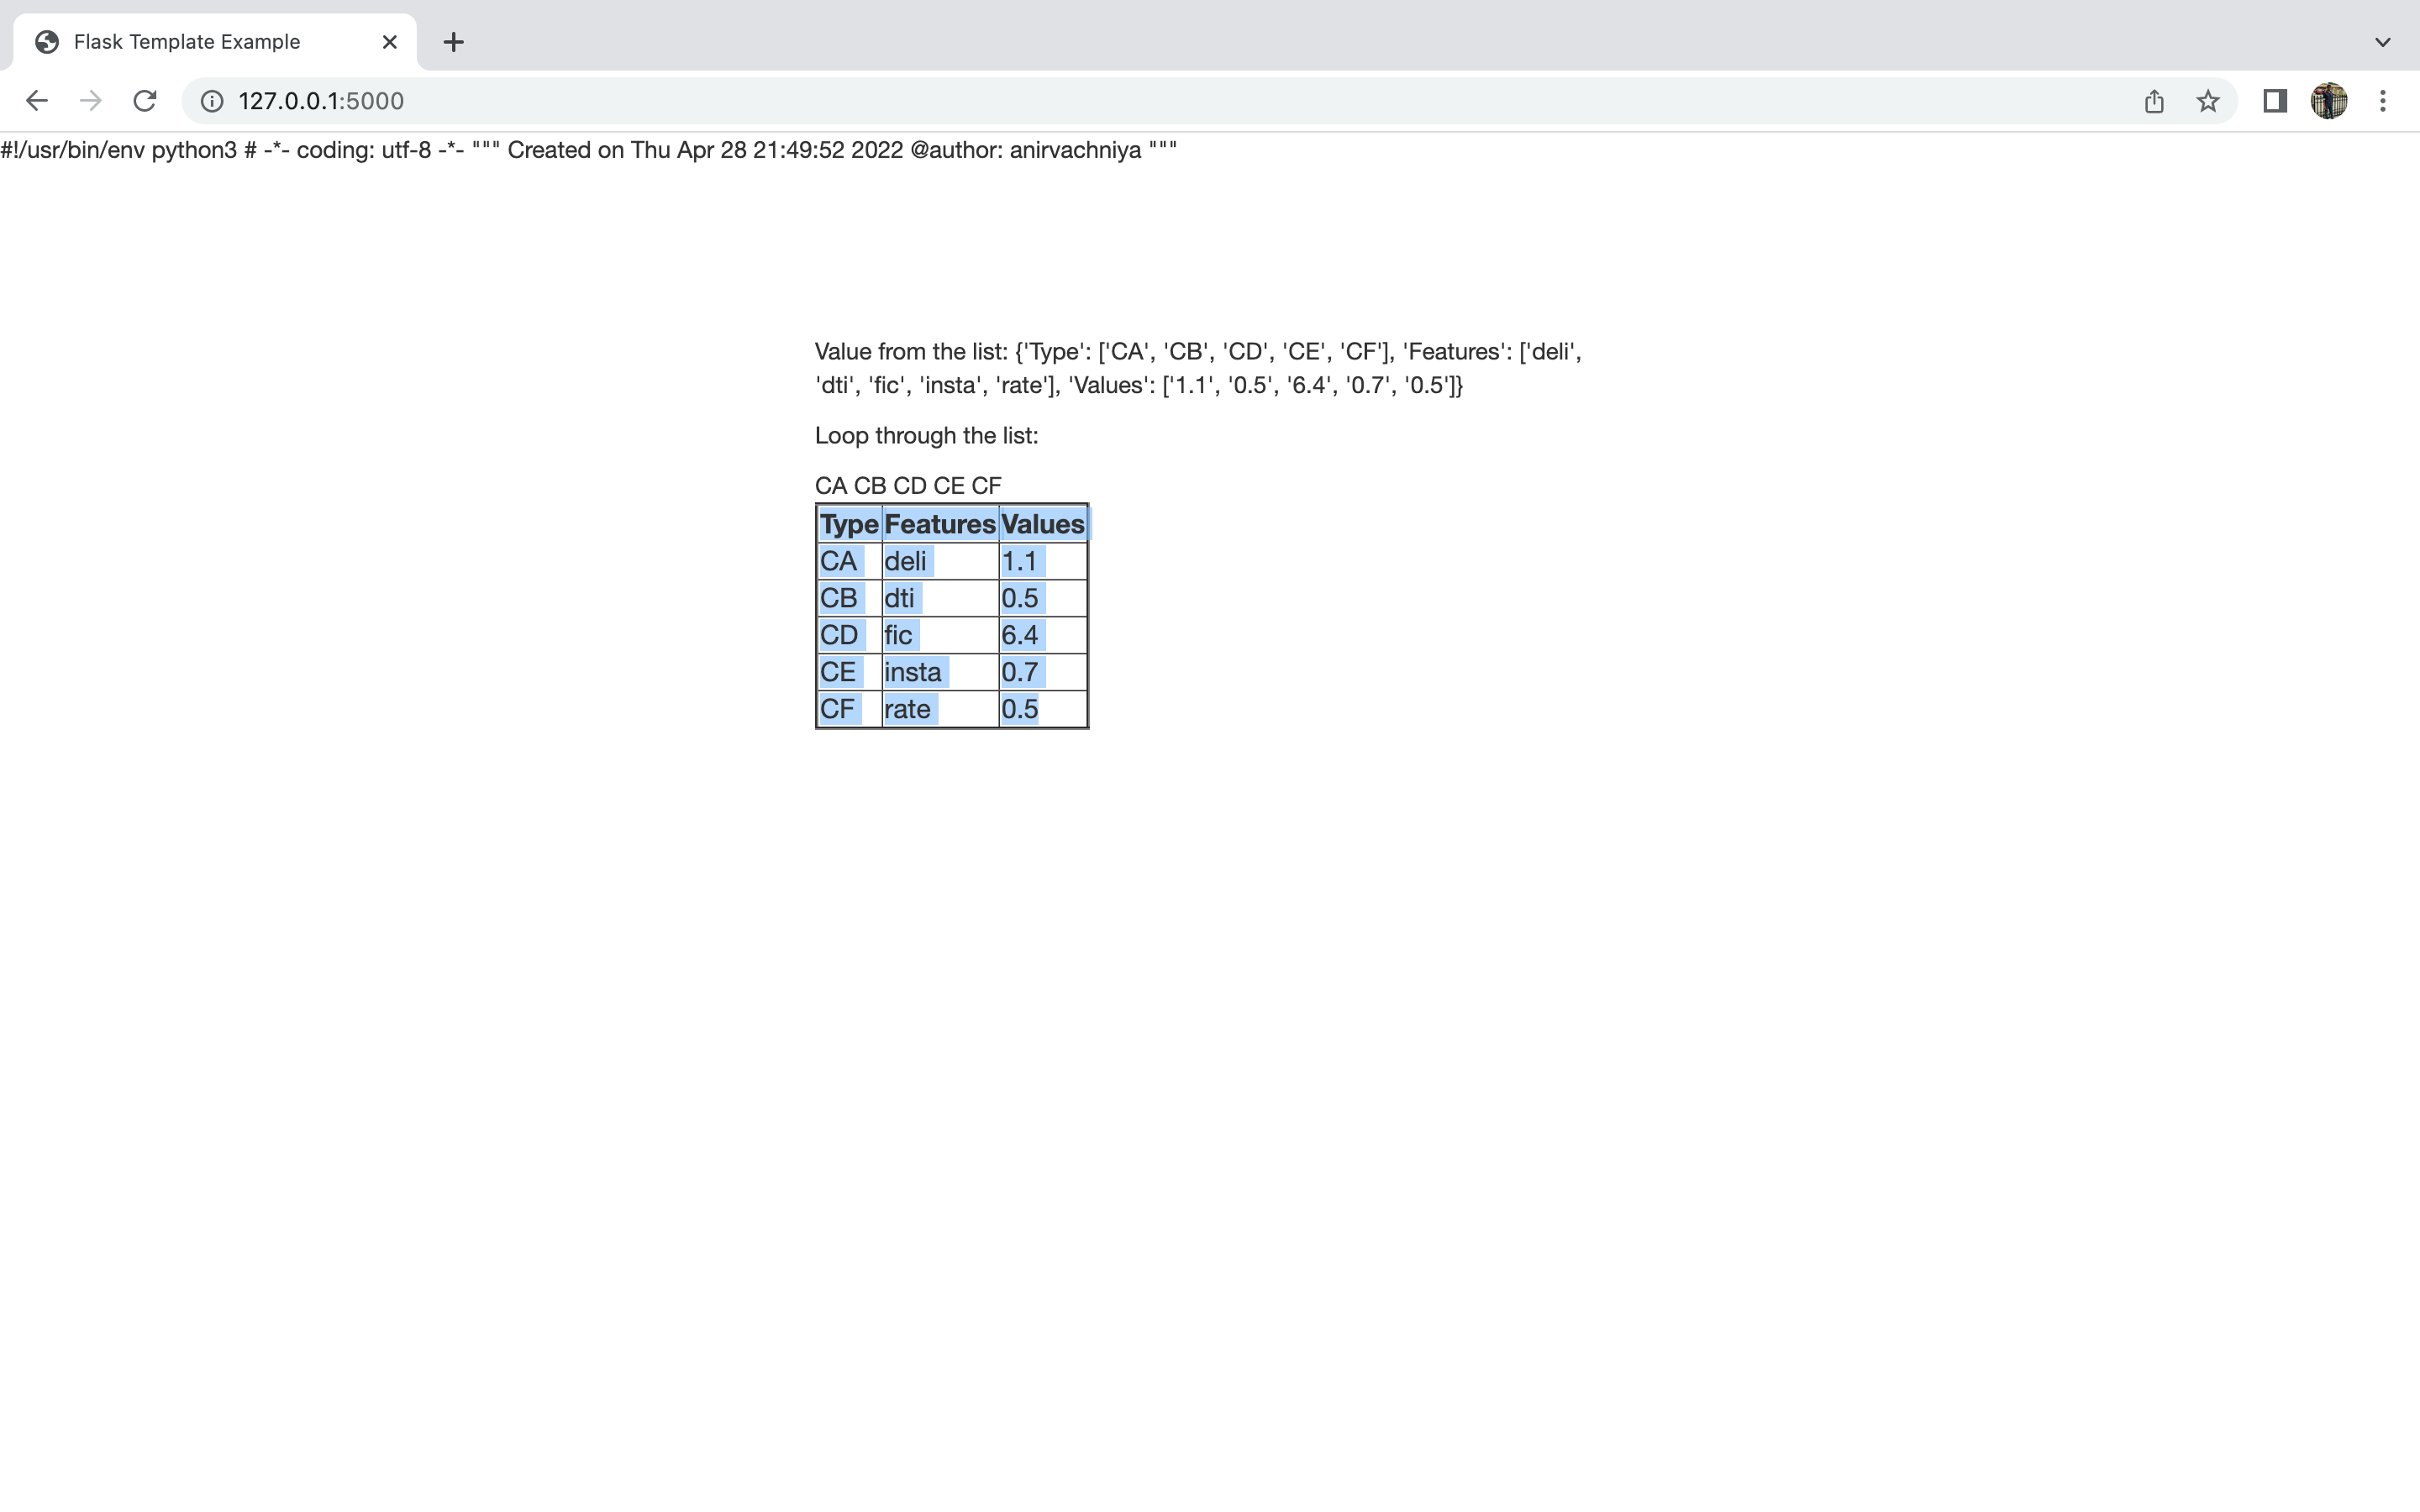 Flask Template Example
127.0.0.1:5000
#!/usr/bin/env python3 # -*- coding: utf-8 -*- """ Created on Thu Apr 28 21:49:52 2022 @author: anirvachniya """
Value from the list: {'Type': ['CA', 'CB', 'CD', 'CE', 'CF'], 'Features': ['deli',
'dti', 'fic', 'insta', 'rate'], 'Values': ['1.1', '0.5', '6.4', '0.7', '0.5']}
Loop through the list:
CA CB CD CE CF
Type Features Values
CA deli 1.1
CB dti 0.5
CD fic 6.4
CE insta 0.7
CF rate 0.5